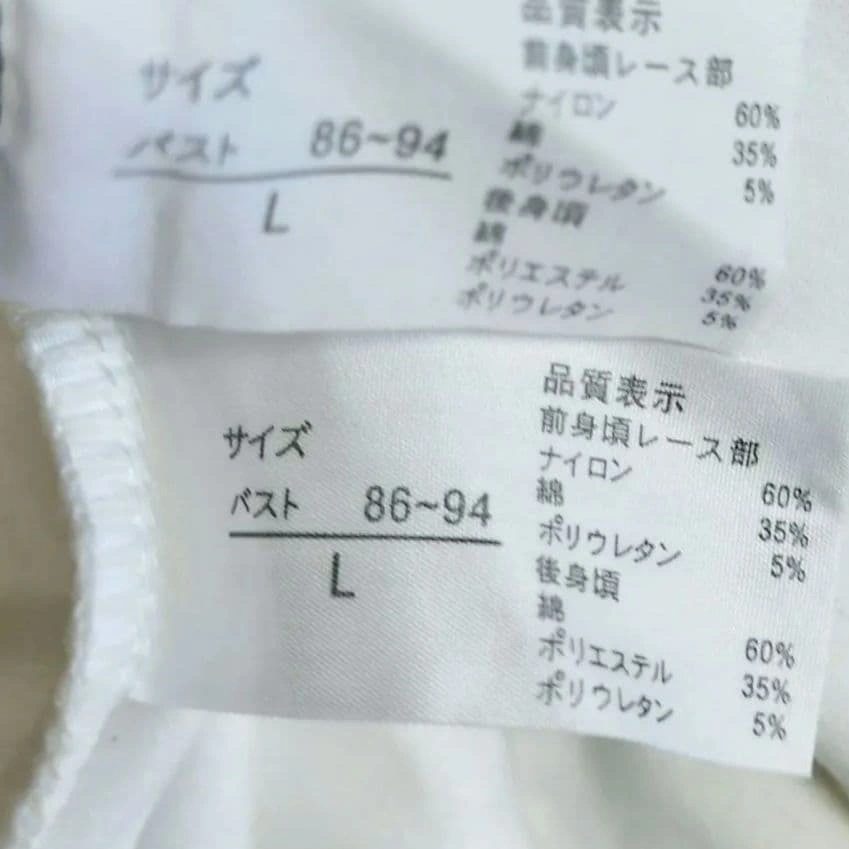 サイズ
バスト 86~94
L
品質表示
前身頃レース部
ナイロン 60%
綿 35%
ポリウレタン 5%
後身頃
綿 60%
ポリエステル 35%
ポリウレタン 5%
サイズ
バスト 86~94
L
品質表示
前身頃レース部
ナイロン 60%
綿 35%
ポリウレタン 5%
後身頃
綿 60%
ポリエステル 35%
ポリウレタン 5%